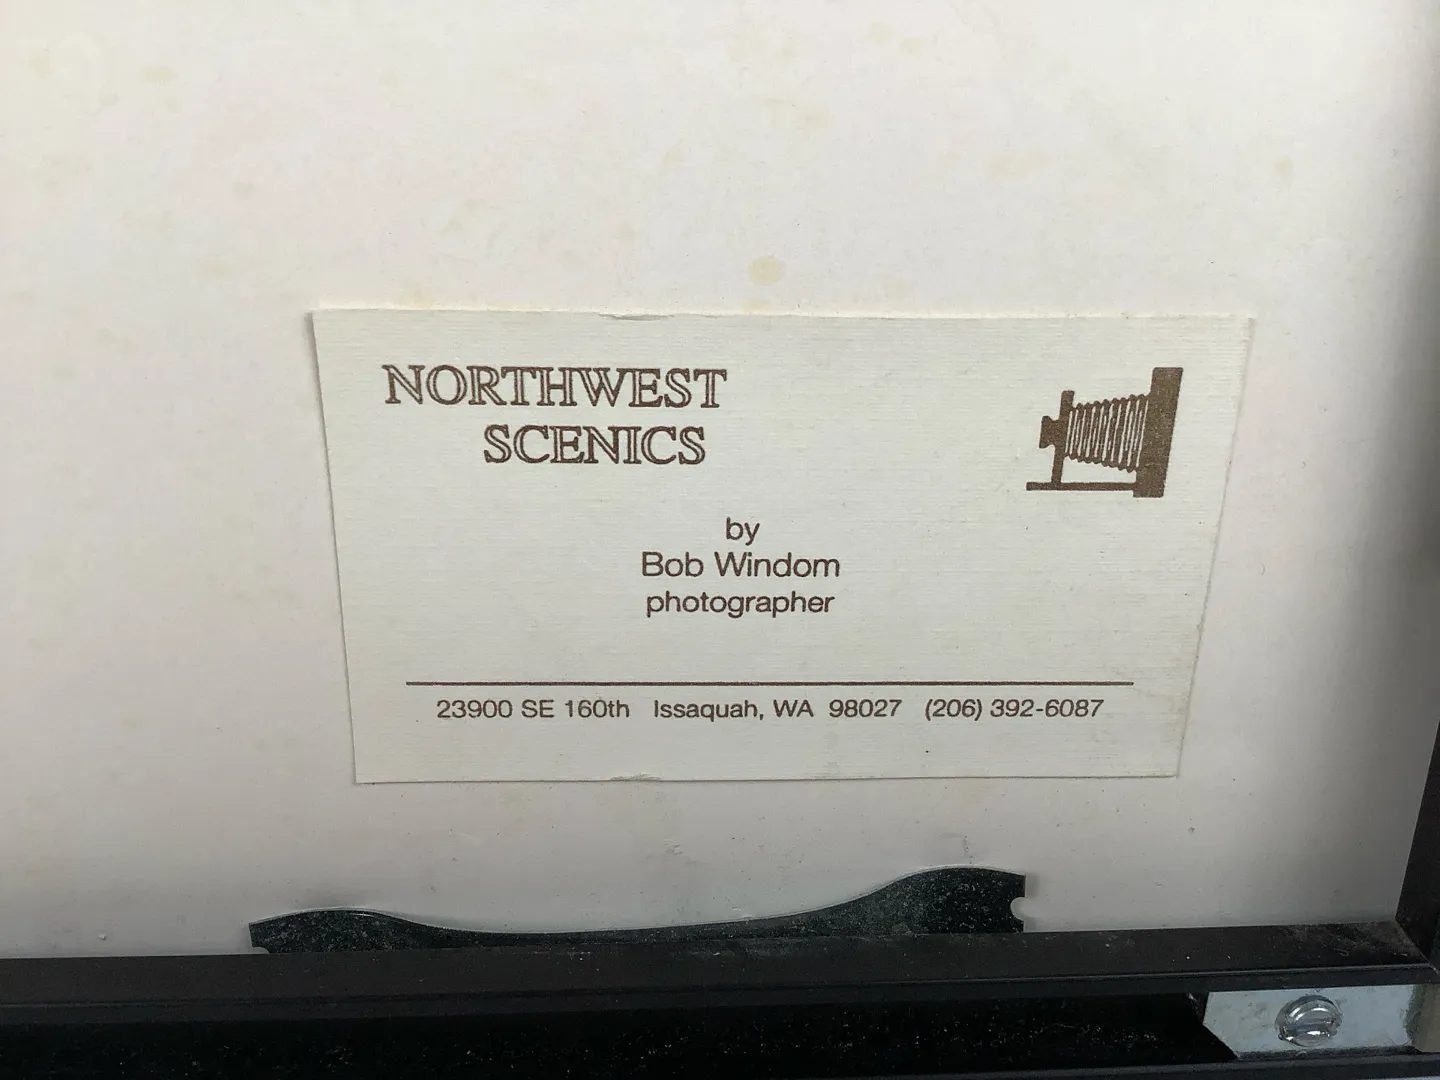 NORTHWEST
SCENICS
by
Bob Windom
photographer
23900 SE 160th Issaquah, WA 98027 (206) 392-6087